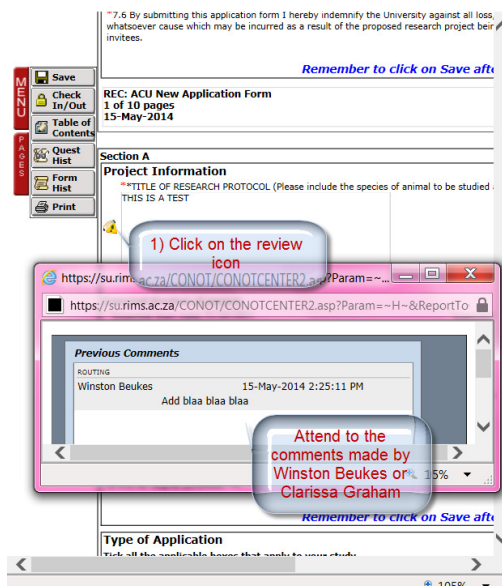 *7.6 By submitting this application form I hereby indemnify the University against all loss,
whatsoever cause which may be incurred as a result of the proposed research project bein
invitees.
Remember to click on Save afte
MENU
PAGES
Save
Check
In/Out
Table of
Contents
Quest
Hist
Form
Hist
Print
REC: ACU New Application Form
1 of 10 pages
15-May-2014
Section A
Project Information
**TITLE OF RESEARCH PROTOCOL (Please include the species of animal to be studied
THIS IS A TEST
1) Click on the review
icon
https://su.rims.ac.za/CONOT/CONOTCENTER2.asp?Param=~...
https://su.rims.ac.za/CONOT/CONOTCENTER2.asp?Param=~H~&ReportTo
Previous Comments
ROUTING
Winston Beukes 15-May-2014 2:25:11 PM
Add blaa blaa blaa
Attend to the
comments made by
Winston Beukes or
Clarissa Graham
15%
Remember to click on Save afte
Type of Application
Tick all the applicable boxes that apply to your study
105%